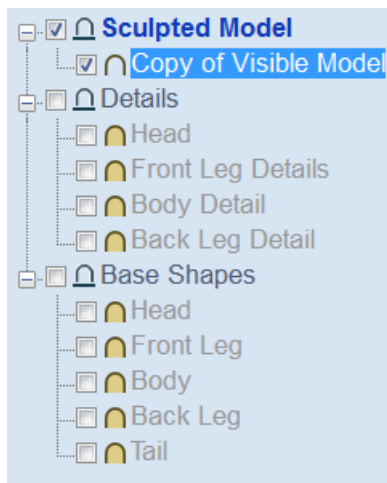 Sculpted Model
Copy of Visible Model
Details
Head
Front Leg Details
Body Detail
Back Leg Detail
Base Shapes
Head
Front Leg
Body
Back Leg
Tail